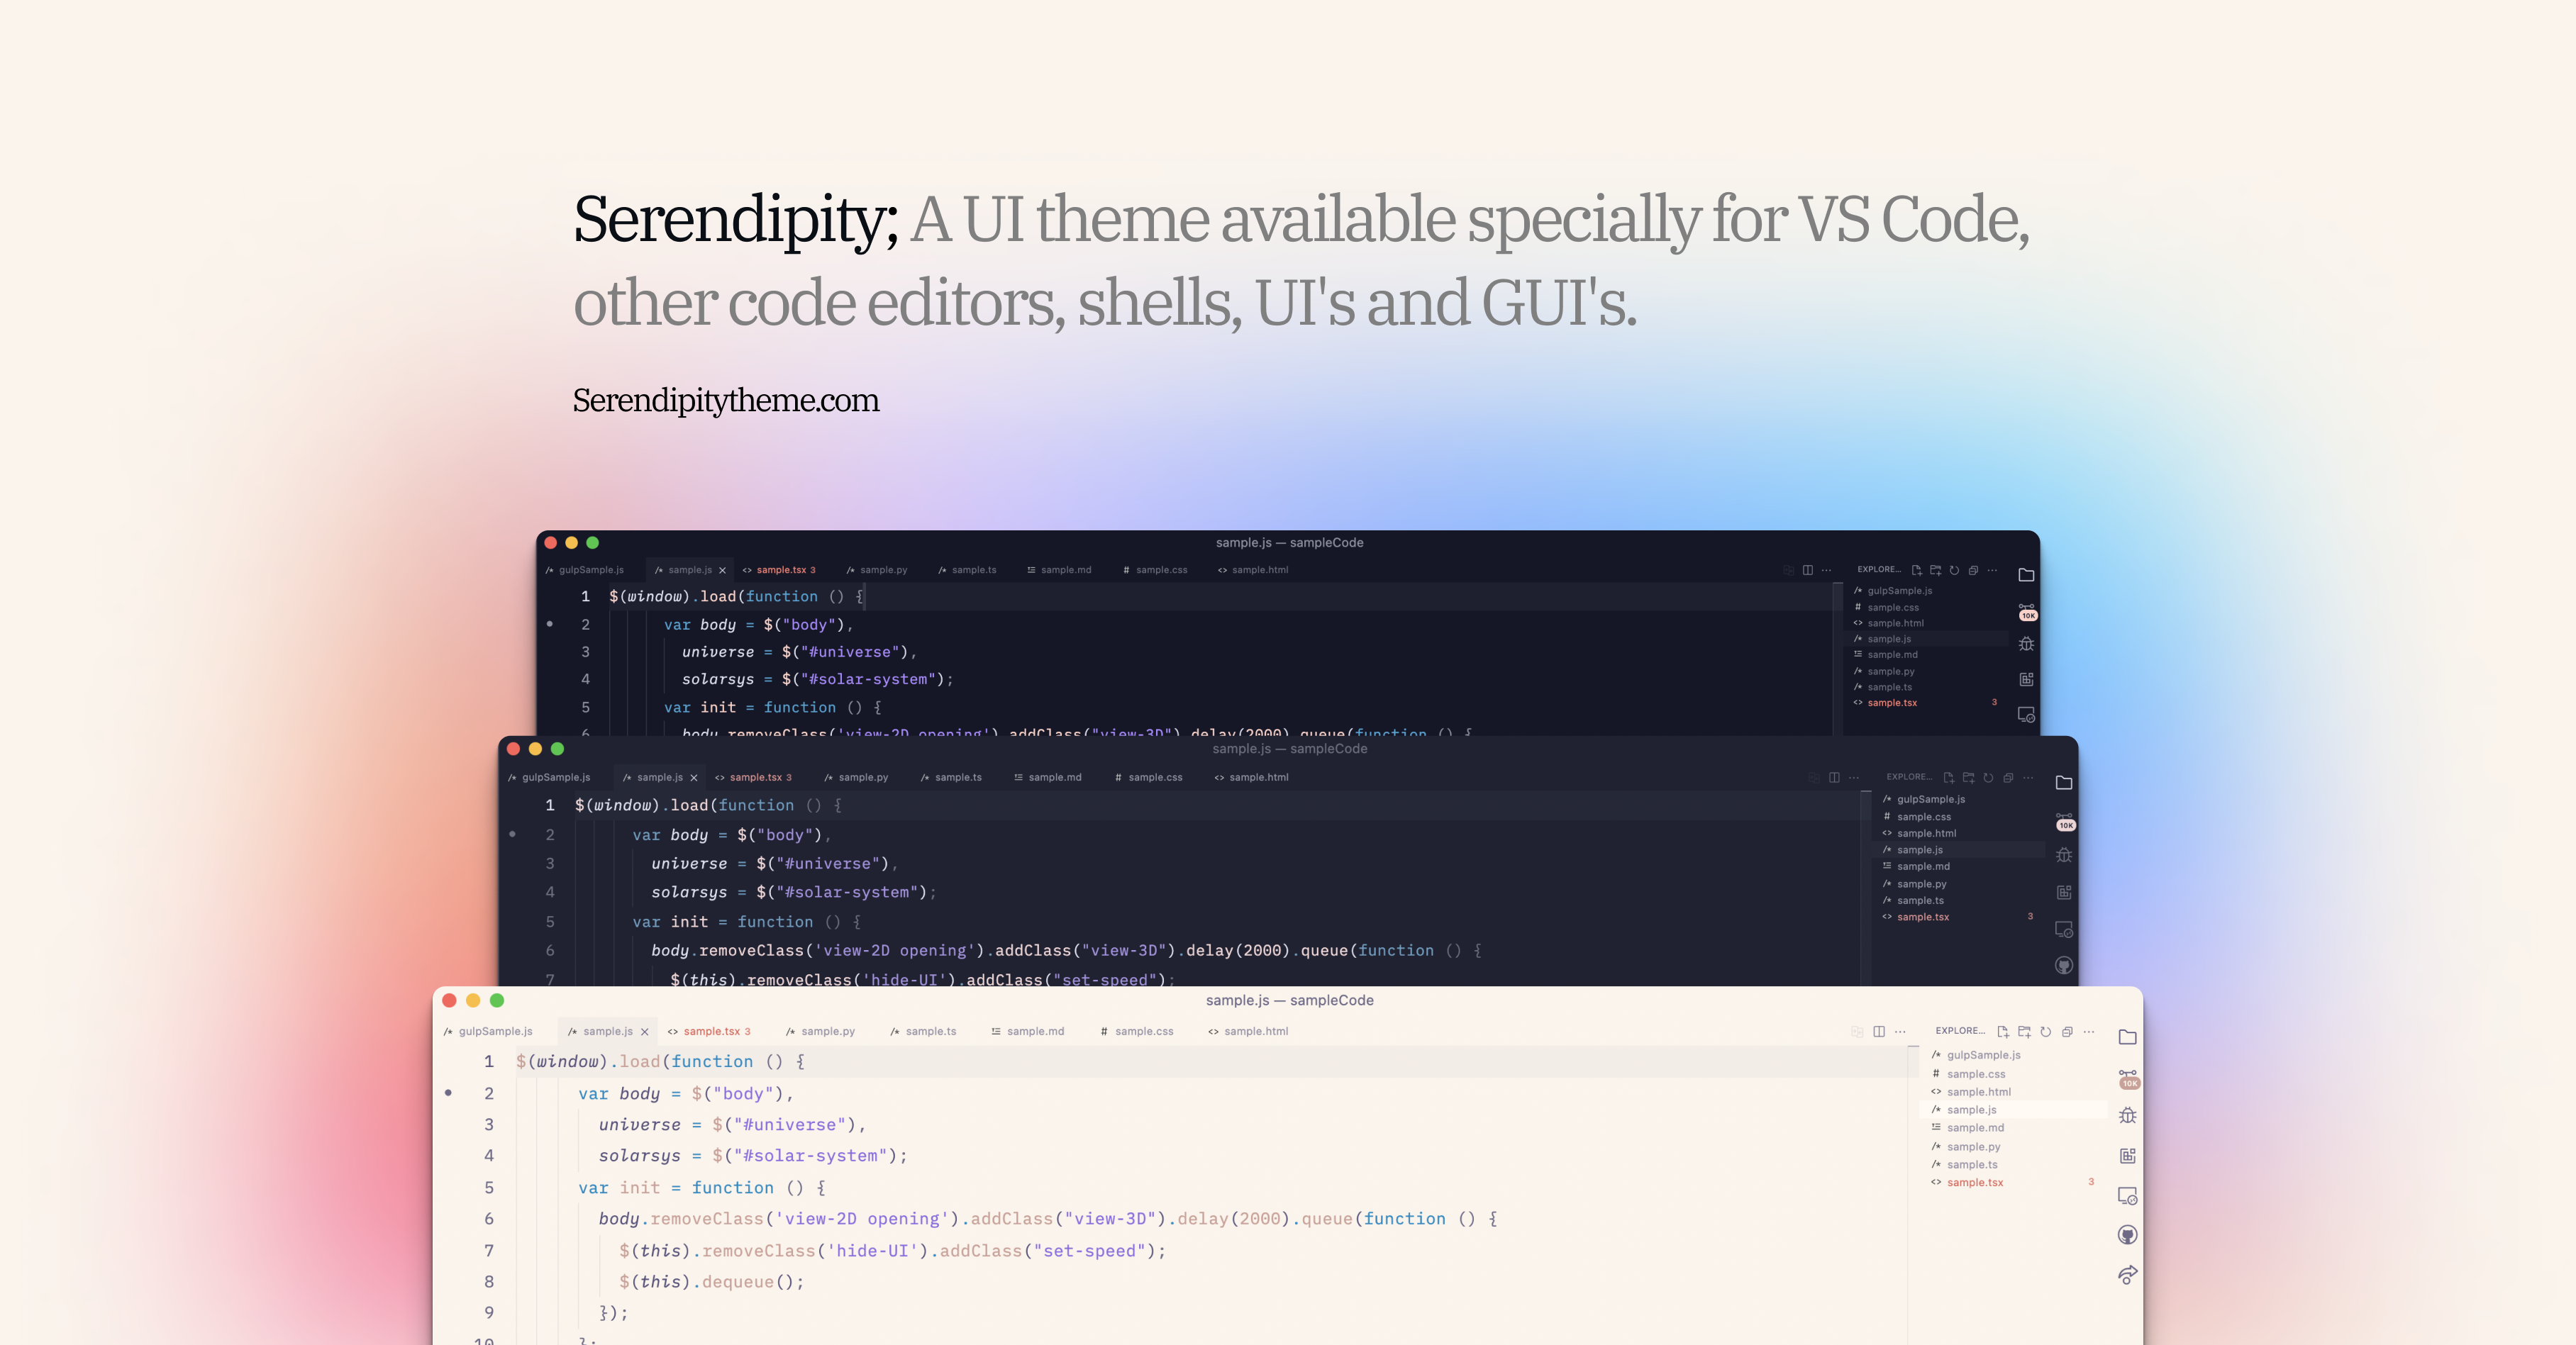 Serendipity; A UI theme available specially for VS Code,
other code editors, shells, UI's and GUI's.
Serendipitytheme.com
sample.js — sampleCode
gulpSample.js sample.js sample.tsx 3 sample.py sample.ts sample.md # sample.css <> sample.html
EXPLORE...
1 $(window).load(function () {
2 var body = $("body"),
3 universe = $("#universe"),
4 solarsys = $("#solar-system");
5 var init = function () {
6 body.removeClass('view-2D opening').addClass("view-3D").delay(2000).queue(function () {
gulpSample.js
# sample.css
<> sample.html
sample.js
sample.md
sample.py
sample.ts
<> sample.tsx 3
10K
sample.js — sampleCode
gulpSample.js sample.js sample.tsx 3 sample.py sample.ts sample.md # sample.css <> sample.html
EXPLORE...
1 $(window).load(function () {
2 var body = $("body"),
3 universe = $("#universe"),
4 solarsys = $("#solar-system");
5 var init = function () {
6 body.removeClass('view-2D opening').addClass("view-3D").delay(2000).queue(function () {
7 $(this).removeClass('hide-UI').addClass("set-speed");
gulpSample.js
# sample.css
<> sample.html
sample.js
sample.md
sample.py
sample.ts
<> sample.tsx 3
10K
sample.js — sampleCode
gulpSample.js sample.js sample.tsx 3 sample.py sample.ts sample.md # sample.css <> sample.html
EXPLORE...
1 $(window).load(function () {
2 var body = $("body"),
3 universe = $("#universe"),
4 solarsys = $("#solar-system");
5 var init = function () {
6 body.removeClass('view-2D opening').addClass("view-3D").delay(2000).queue(function () {
7 $(this).removeClass('hide-UI').addClass("set-speed");
8 $(this).dequeue();
9 });
10 };
gulpSample.js
# sample.css
<> sample.html
sample.js
sample.md
sample.py
sample.ts
<> sample.tsx 3
10K